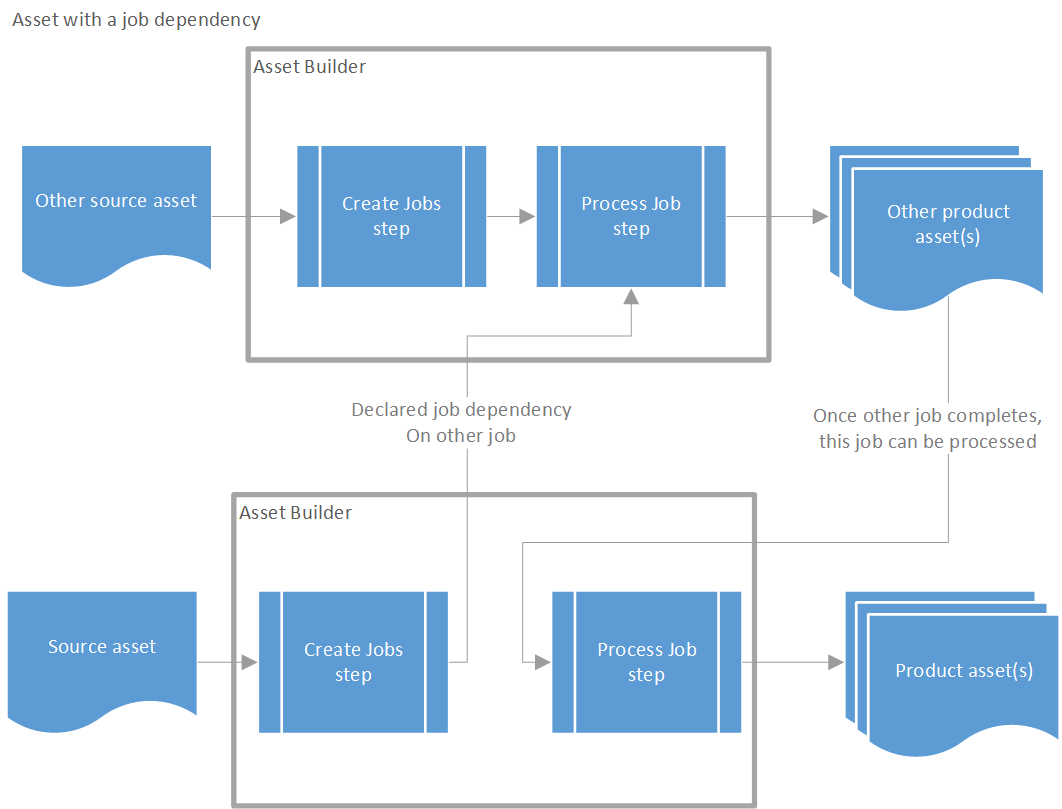 Asset with a job dependency
Asset Builder
Other source asset
Create Jobs
step
Process Job
step
Other product
asset(s)
Declared job dependency
On other job
Once other job completes,
this job can be processed
Asset Builder
Source asset
Create Jobs
step
Process Job
step
Product asset(s)